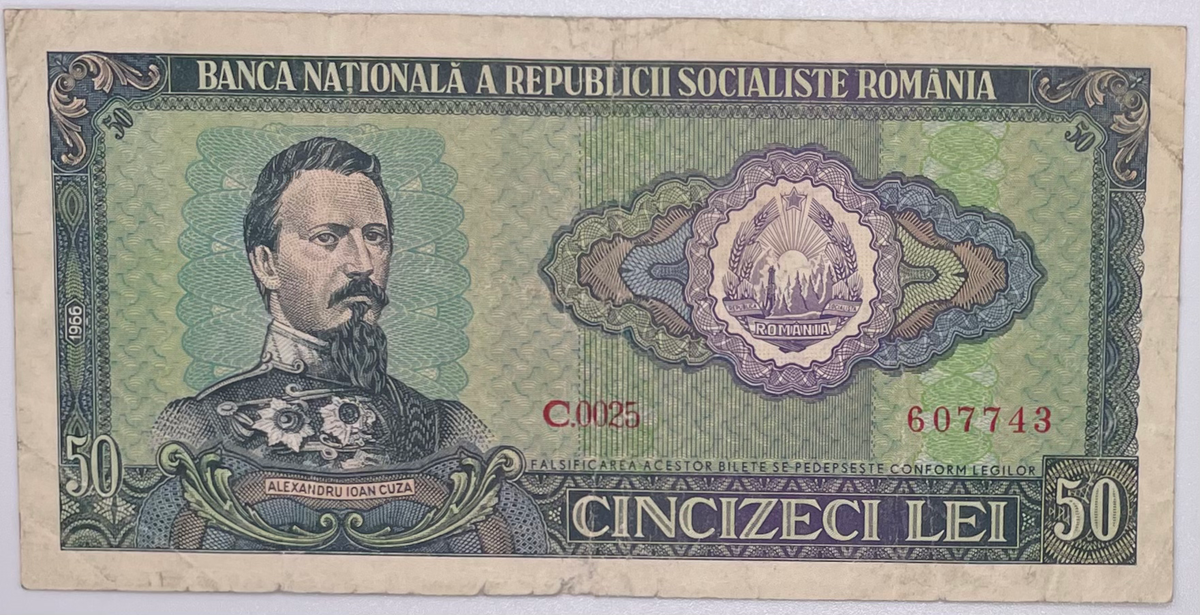 BANCA NAȚIONALĂ A REPUBLICII SOCIALISTE ROMÂNIA
50
50
1966
ROMÂNIA
C.0025
607743
FALSIFICAREA ACESTOR BILETE SE PEDEPSEȘTE CONFORM LEGILOR
50
ALEXANDRU IOAN CUZA
CINCIZECI LEI
50